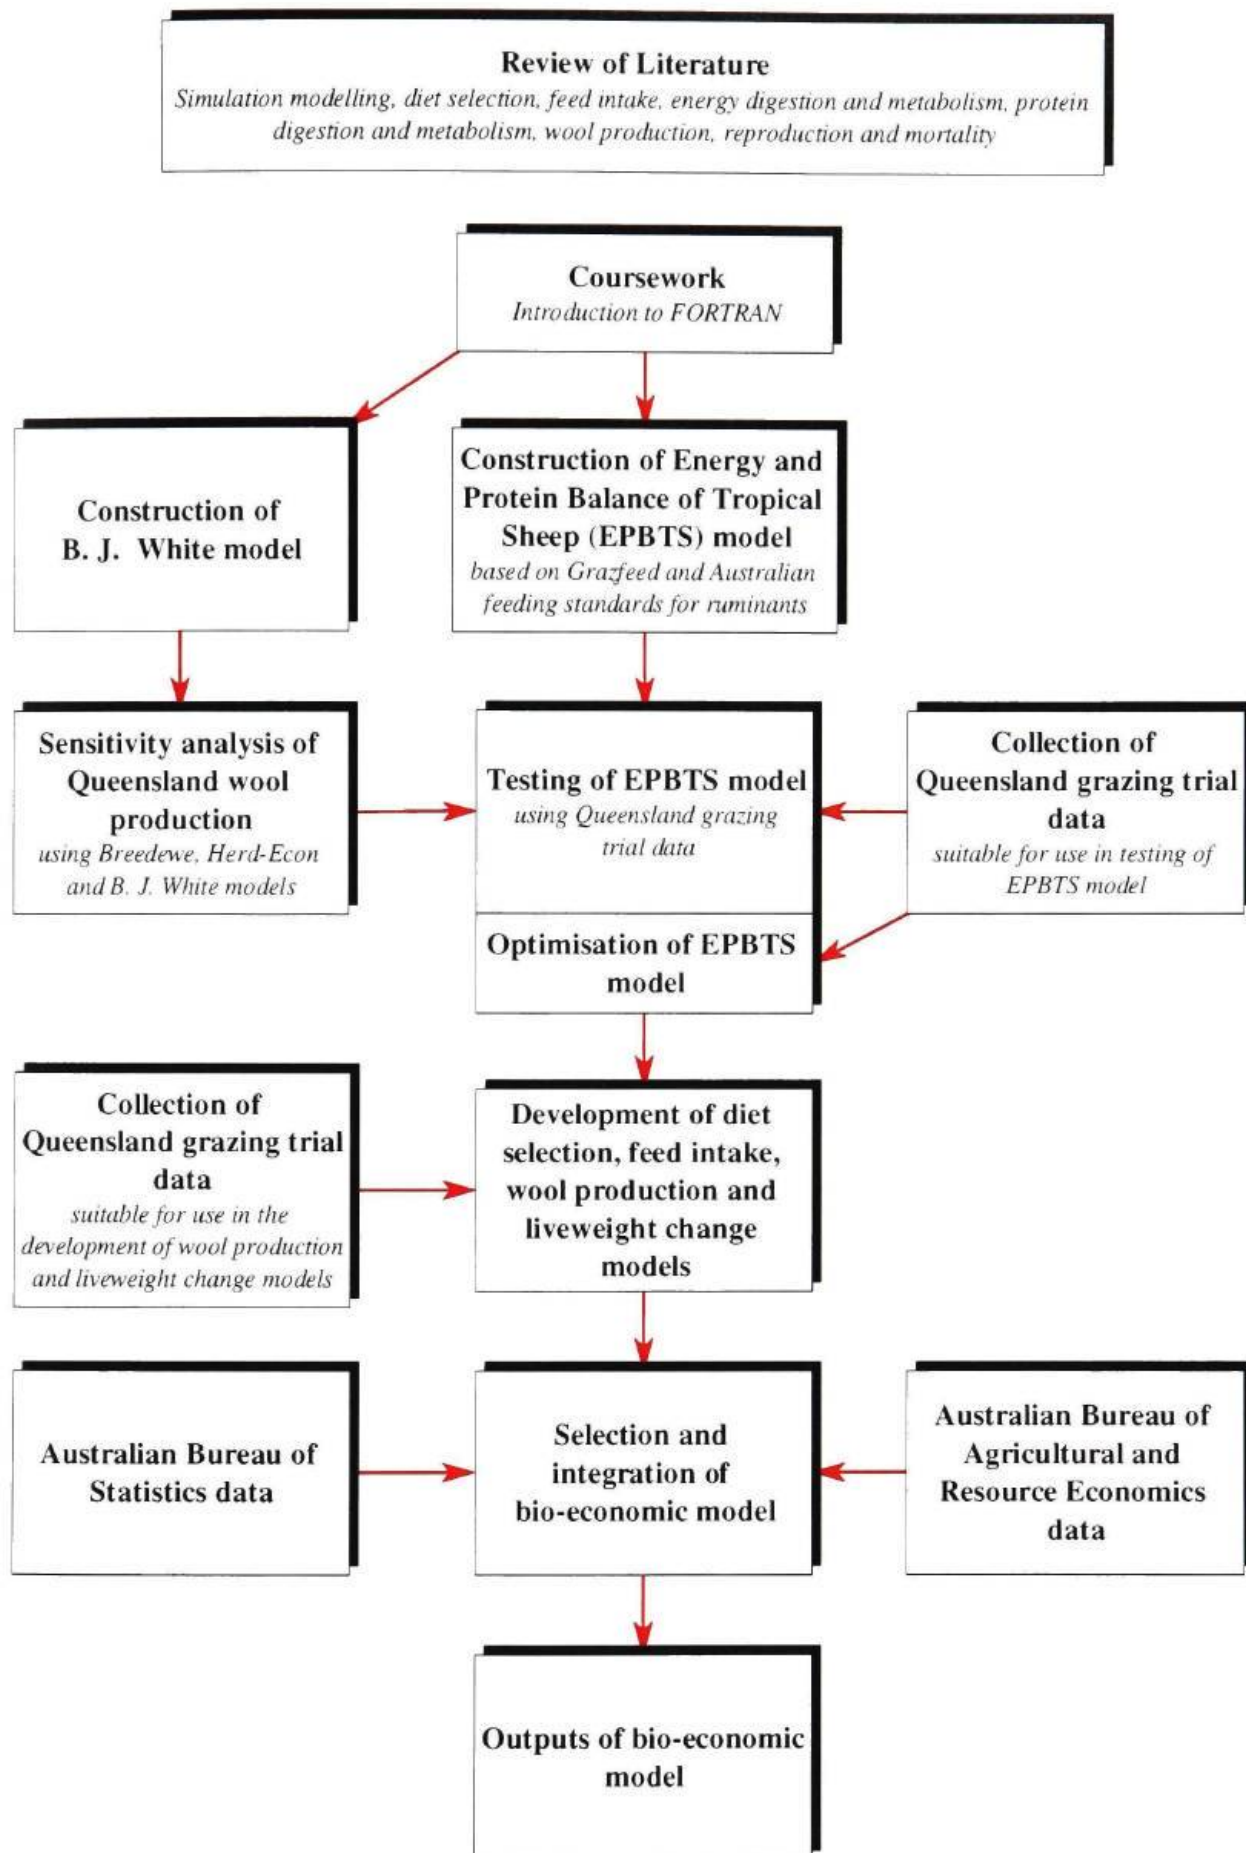 Review of Literature
Simulation modelling, diet selection, feed intake, energy digestion and metabolism, protein
digestion and metabolism, wool production, reproduction and mortality
Coursework
Introduction to FORTRAN
Construction of
B. J. White model
Construction of Energy and
Protein Balance of Tropical
Sheep (EPBTS) model
based on Grazfeed and Australian
feeding standards for ruminants
Sensitivity analysis of
Queensland wool
production
using Breedewe, Herd-Econ
and B. J. White models
Testing of EPBTS model
using Queensland grazing
trial data
Collection of
Queensland grazing trial
data
suitable for use in testing of
EPBTS model
Optimisation of EPBTS
model
Collection of
Queensland grazing trial
data
suitable for use in the
development of wool production
and liveweight change models
Development of diet
selection, feed intake,
wool production and
liveweight change
models
Australian Bureau of
Statistics data
Selection and
integration of
bio-economic model
Australian Bureau of
Agricultural and
Resource Economics
data
Outputs of bio-economic
model